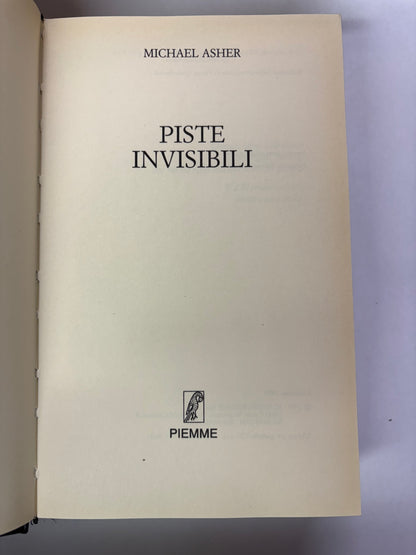 MICHAEL ASHER
PISTE
INVISIBILI
PIEMME